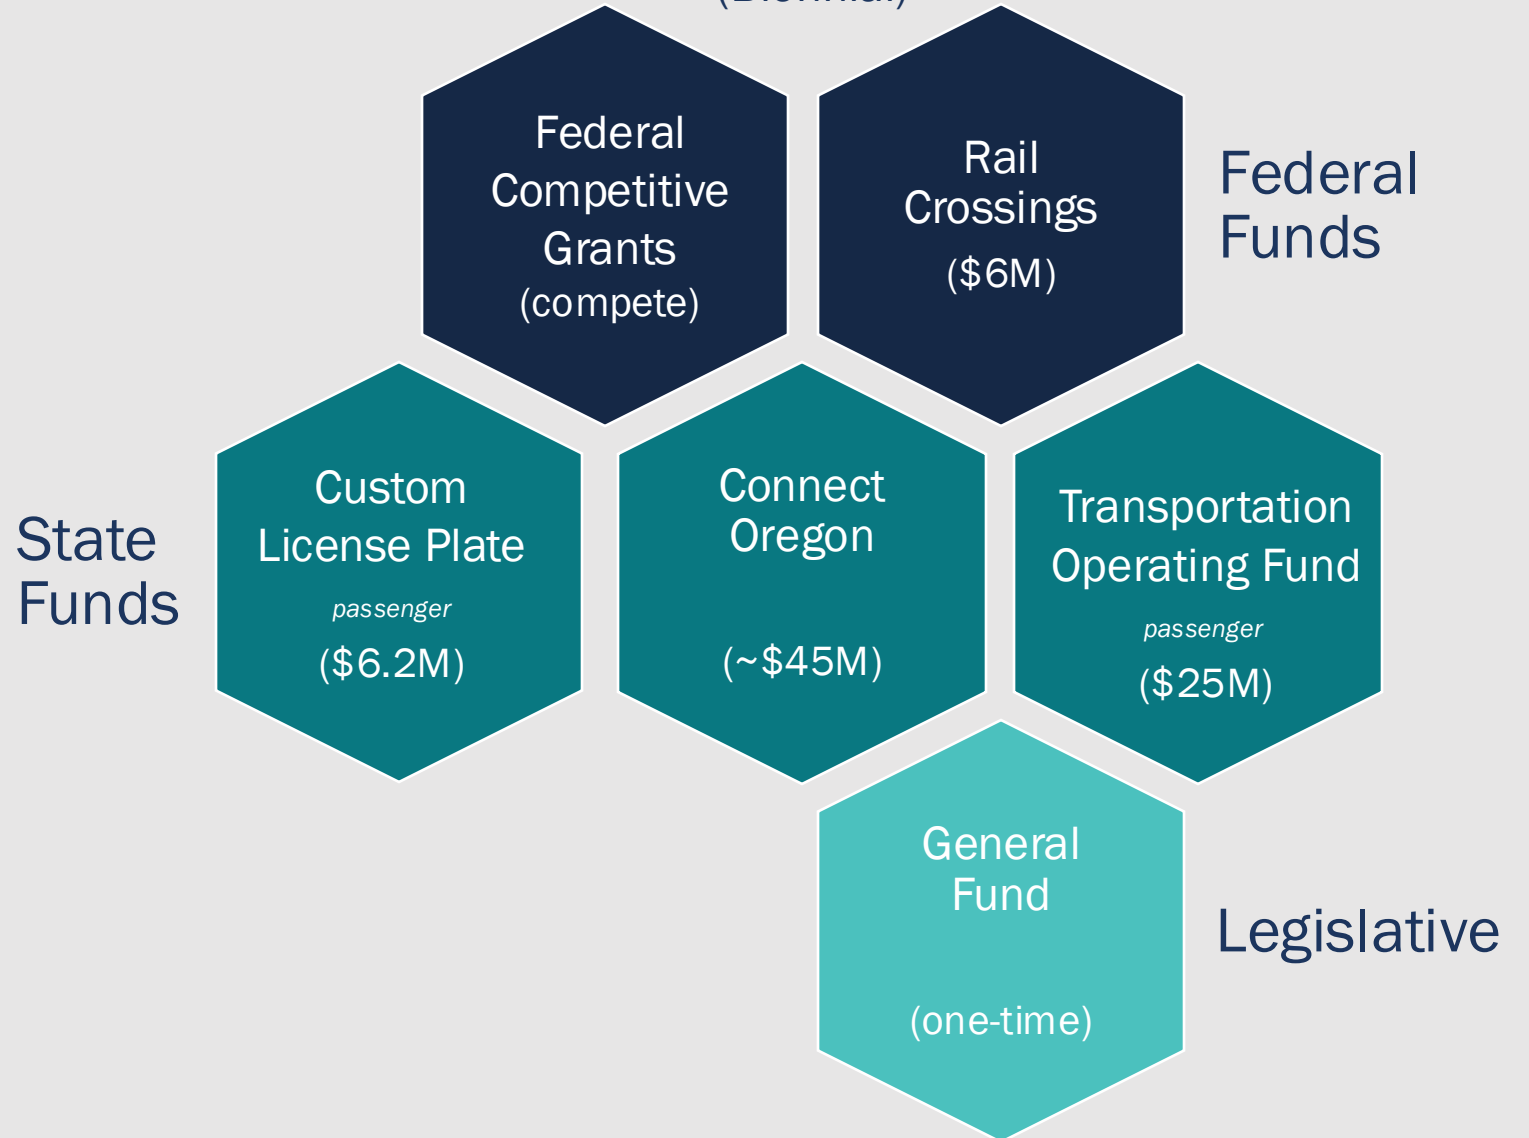 Federal
Competitive
Grants
(compete)
Rail
Crossings
($6M)
Federal
Funds
State
Funds
Custom
License Plate
passenger
($6.2M)
Connect
Oregon
(~$45M)
Transportation
Operating Fund
passenger
($25M)
General
Fund
(one-time)
Legislative